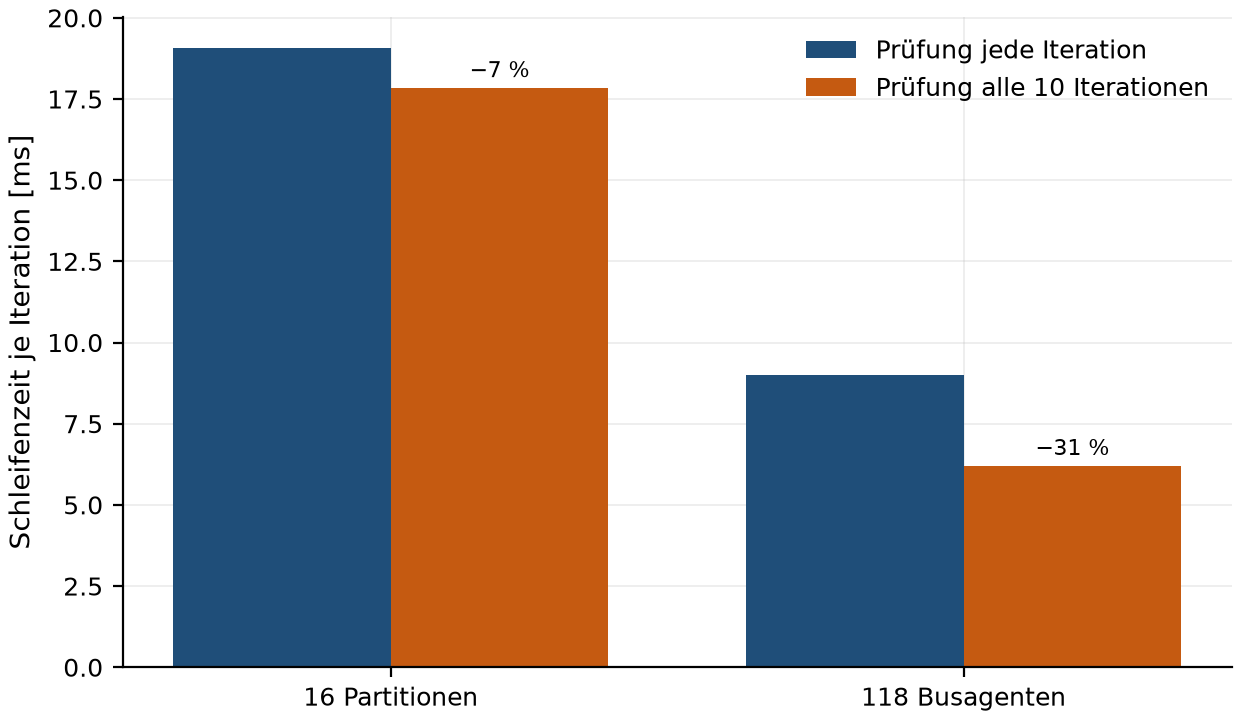 Schleifenzeit je Iteration [ms]
20.0
17.5
15.0
12.5
10.0
7.5
5.0
2.5
0.0
−7 %
−31 %
Prüfung jede Iteration
Prüfung alle 10 Iterationen
16 Partitionen
118 Busagenten